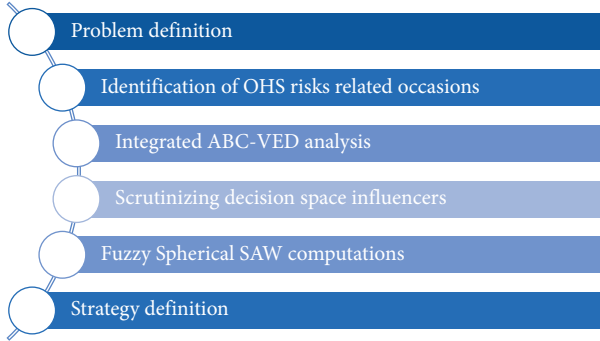 Problem definition
Identification of OHS risks related occasions
Integrated ABC-VED analysis
Scrutinizing decision space influencers
Fuzzy Spherical SAW computations
Strategy definition